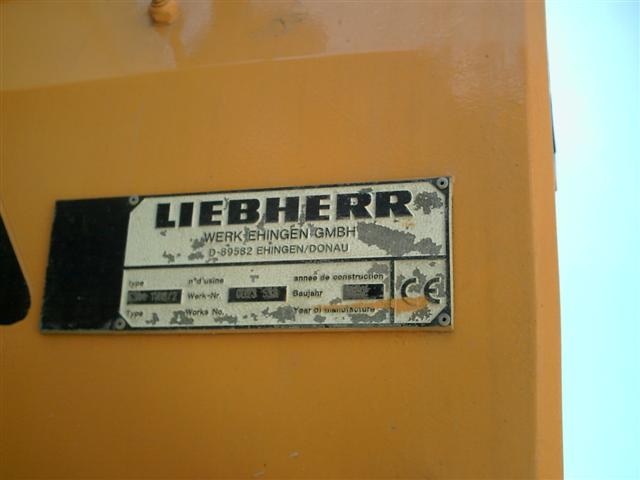 LIEBHERR
WERK EHINGEN GMBH
D-89582 EHINGEN/DONAU
type n°d'usine année de construction
Werk-Nr. Baujahr CE
Type Works No. Year of manufacture